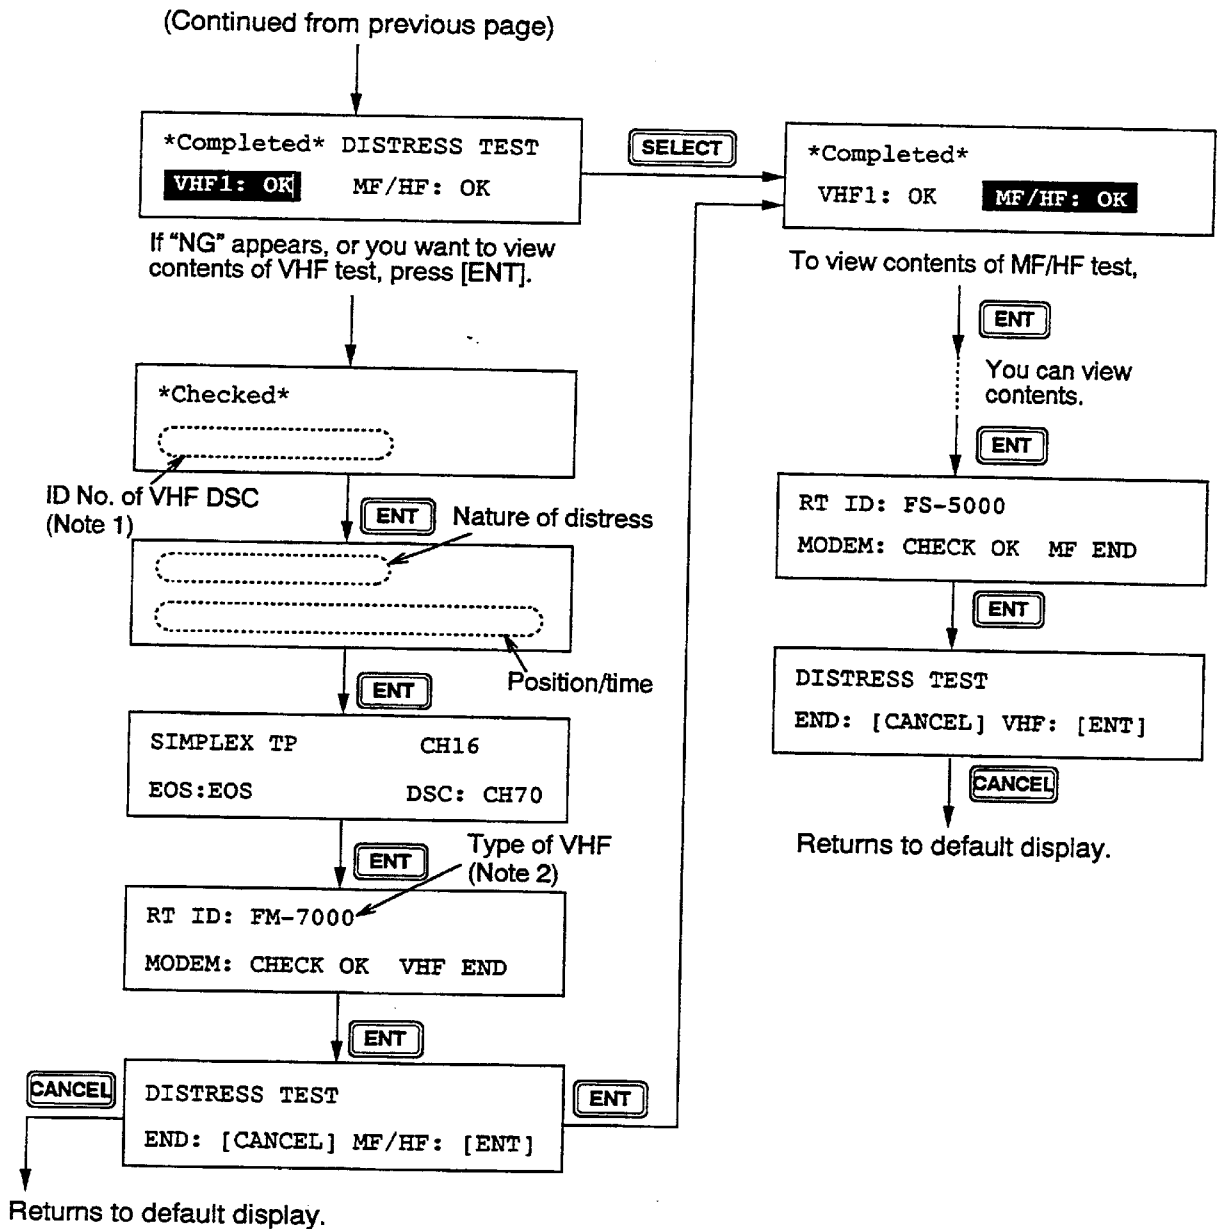 (Continued from previous page)
*Completed* DISTRESS TEST
VHF1: OK MF/HF: OK
If "NG" appears, or you want to view
contents of VHF test, press [ENT].
*Checked*
ID No. of VHF DSC
(Note 1)
ENT
Nature of distress
Position/time
ENT
SIMPLEX TP CH16
EOS:EOS DSC: CH70
ENT
Type of VHF
(Note 2)
RT ID: FM-7000
MODEM: CHECK OK VHF END
ENT
CANCEL
DISTRESS TEST
END: [CANCEL] MF/HF: [ENT]
ENT
Returns to default display.
SELECT
*Completed*
VHF1: OK MF/HF: OK
To view contents of MF/HF test,
ENT
You can view
contents.
ENT
RT ID: FS-5000
MODEM: CHECK OK MF END
ENT
DISTRESS TEST
END: [CANCEL] VHF: [ENT]
CANCEL
Returns to default display.